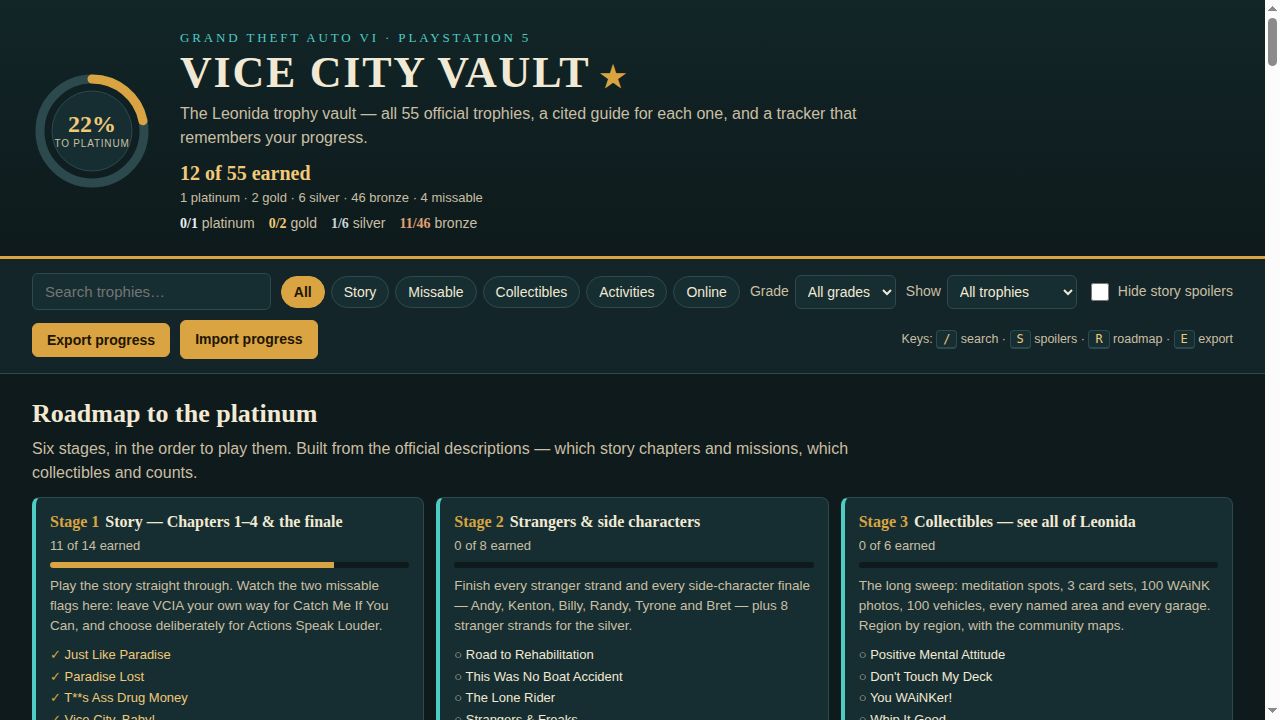 GRAND THEFT AUTO VI · PLAYSTATION 5
VICE CITY VAULT ★
The Leonida trophy vault — all 55 official trophies, a cited guide for each one, and a tracker that
remembers your progress.
22%
TO PLATINUM
12 of 55 earned
1 platinum · 2 gold · 6 silver · 46 bronze · 4 missable
0/1 platinum 0/2 gold 1/6 silver 11/46 bronze
Search trophies… All Story Missable Collectibles Activities Online Grade All grades Show All trophies Hide story spoilers
Export progress Import progress Keys: / search · S spoilers · R roadmap · E export
Roadmap to the platinum
Six stages, in the order to play them. Built from the official descriptions — which story chapters and missions, which
collectibles and counts.
Stage 1 Story — Chapters 1–4 & the finale
11 of 14 earned
Play the story straight through. Watch the two missable
flags here: leave VCIA your own way for Catch Me If You
Can, and choose deliberately for Actions Speak Louder.
✓ Just Like Paradise
✓ Paradise Lost
✓ T**s Ass Drug Money
✓ Vice City, Baby!
Stage 2 Strangers & side characters
0 of 8 earned
Finish every stranger strand and every side-character finale
— Andy, Kenton, Billy, Randy, Tyrone and Bret — plus 8
stranger strands for the silver.
○ Road to Rehabilitation
○ This Was No Boat Accident
○ The Lone Rider
○ Strangers & Freaks
Stage 3 Collectibles — see all of Leonida
0 of 6 earned
The long sweep: meditation spots, 3 card sets, 100 WAiNK
photos, 100 vehicles, every named area and every garage.
Region by region, with the community maps.
○ Positive Mental Attitude
○ Don't Touch My Deck
○ You WAiNKer!
○ Whip It Good